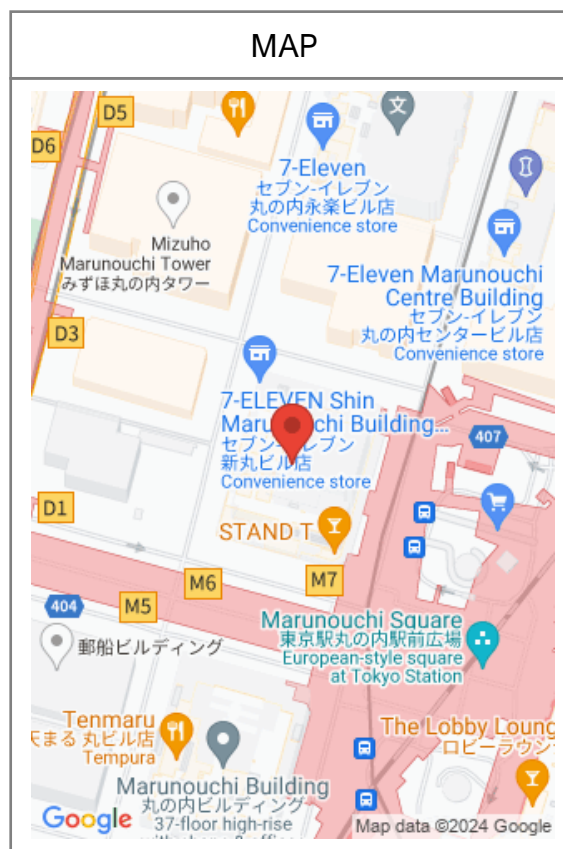 MAP
D5
D6
7-Eleven
セブン-イレブン
丸の内永楽ビル店
Convenience store
文
Mizuho
Marunouchi Tower
みずほ丸の内タワー
7-Eleven Marunouchi
Centre Building
セブン-イレブン
丸の内センタービル店
Convenience store
D3
7-ELEVEN Shin
Marunouchi Building...
セブン-イレブン
新丸ビル店
Convenience store
407
D1
STAND T
M7
M6
M5
404
郵船ビルディング
Marunouchi Square
東京駅丸の内駅前広場
European-style square
at Tokyo Station
Tenmaru
天まる 丸ビル店
Tempura
The Lobby Loung
ロビーラウン
Marunouchi Building
丸の内ビルディング
37-floor high-rise
Google
Map data ©2024 Google